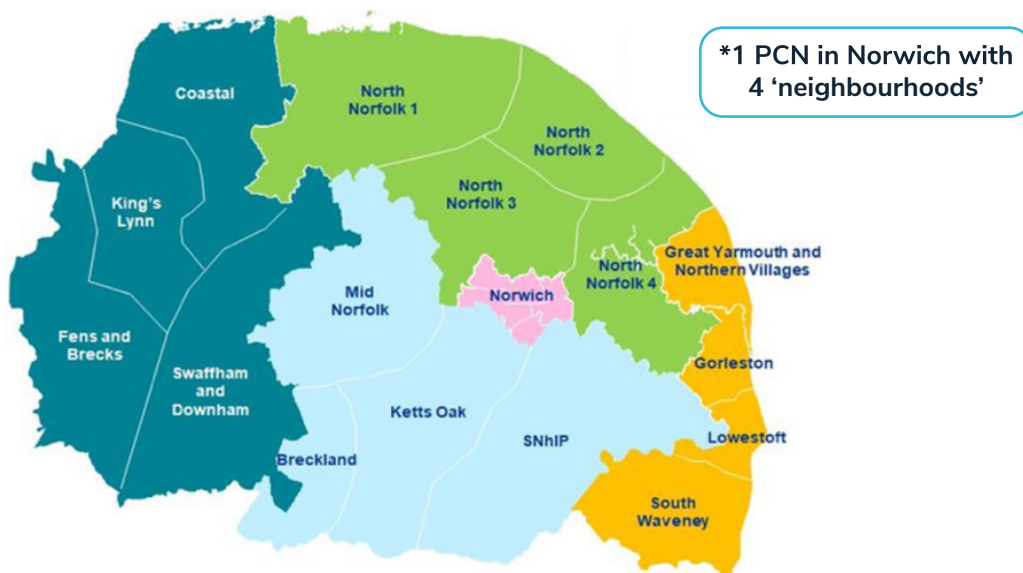 *1 PCN in Norwich with
4 ‘neighbourhoods’
Coastal
North
Norfolk 1
North
Norfolk 2
King's
Lynn
North
Norfolk 3
Great Yarmouth and
Northern Villages
North
Norfolk 4
Mid
Norfolk
Norwich
Fens and
Brecks
Gorleston
Swaffham
and
Downham
Ketts Oak
SNhIP
Lowestoft
Breckland
South
Waveney